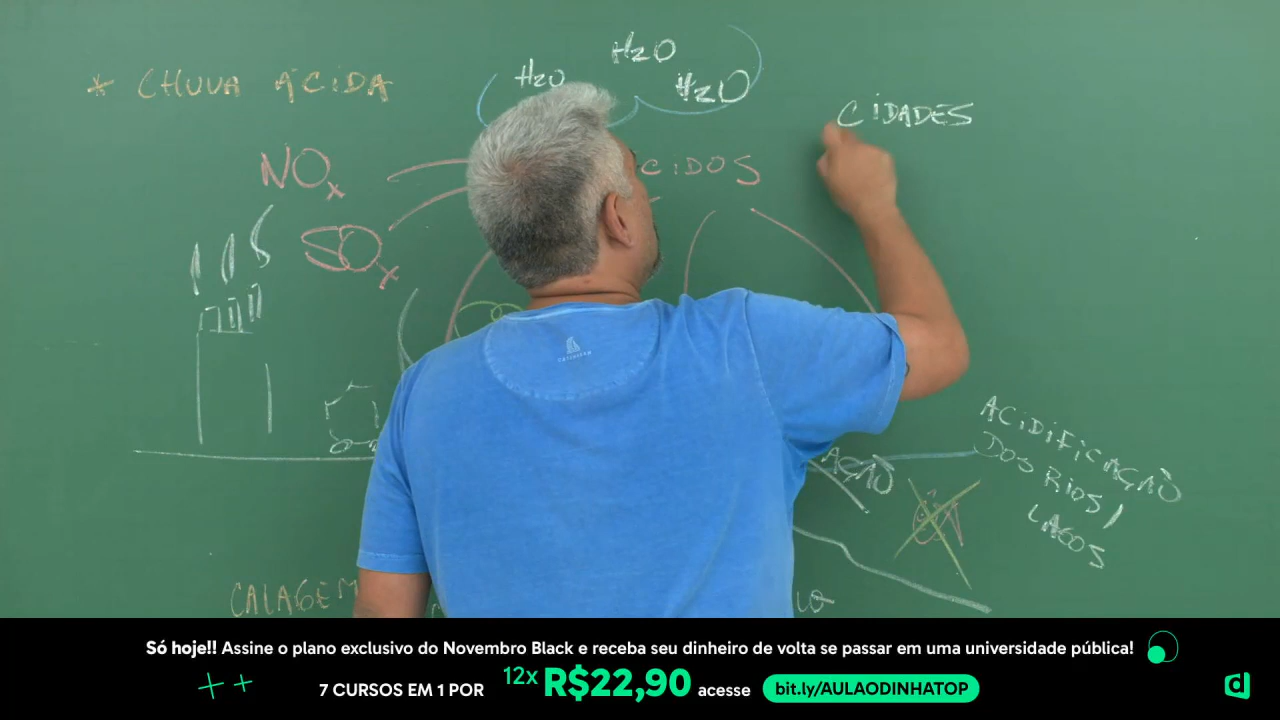 * CHUVA ÁCIDA
H2O
H2O
H2O
CIDADES
NOx
CIDOS
SOx
AÇÃO
ACIDIFICAÇÃO
DOS RIOS/
LAGOS
CALAGEM
Só hoje!! Assine o plano exclusivo do Novembro Black e receba seu dinheiro de volta se passar em uma universidade pública!
7 CURSOS EM 1 POR 12x R$22,90 acesse bit.ly/AULAODINHATOP
d